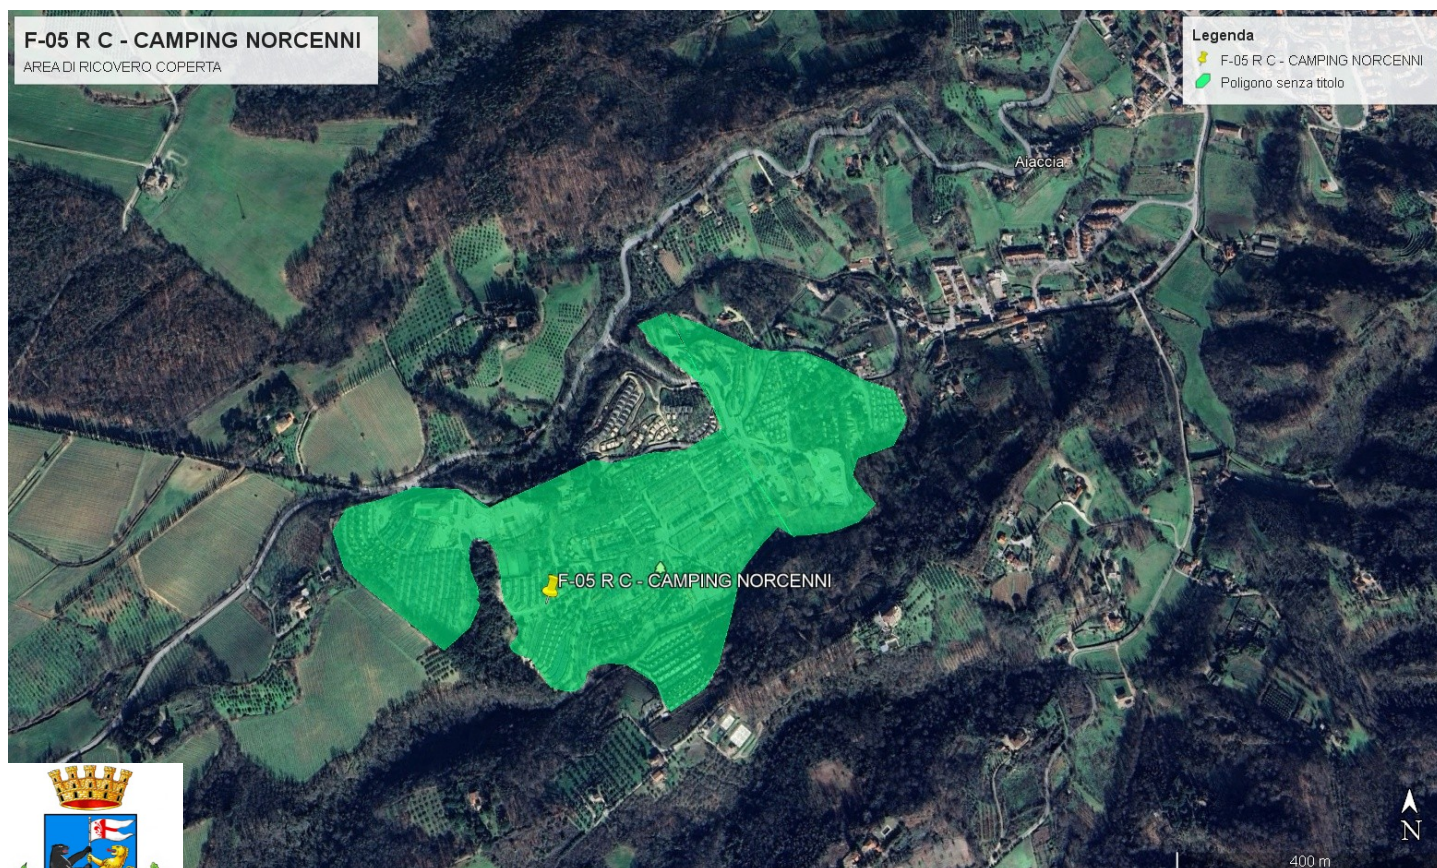 F-05 R C - CAMPING NORCENNI
AREA DI RICOVERO COPERTA
Legenda
F-05 R C - CAMPING NORCENNI
Poligono senza titolo
Aiaccia
F-05 R C - CAMPING NORCENNI
N
400 m